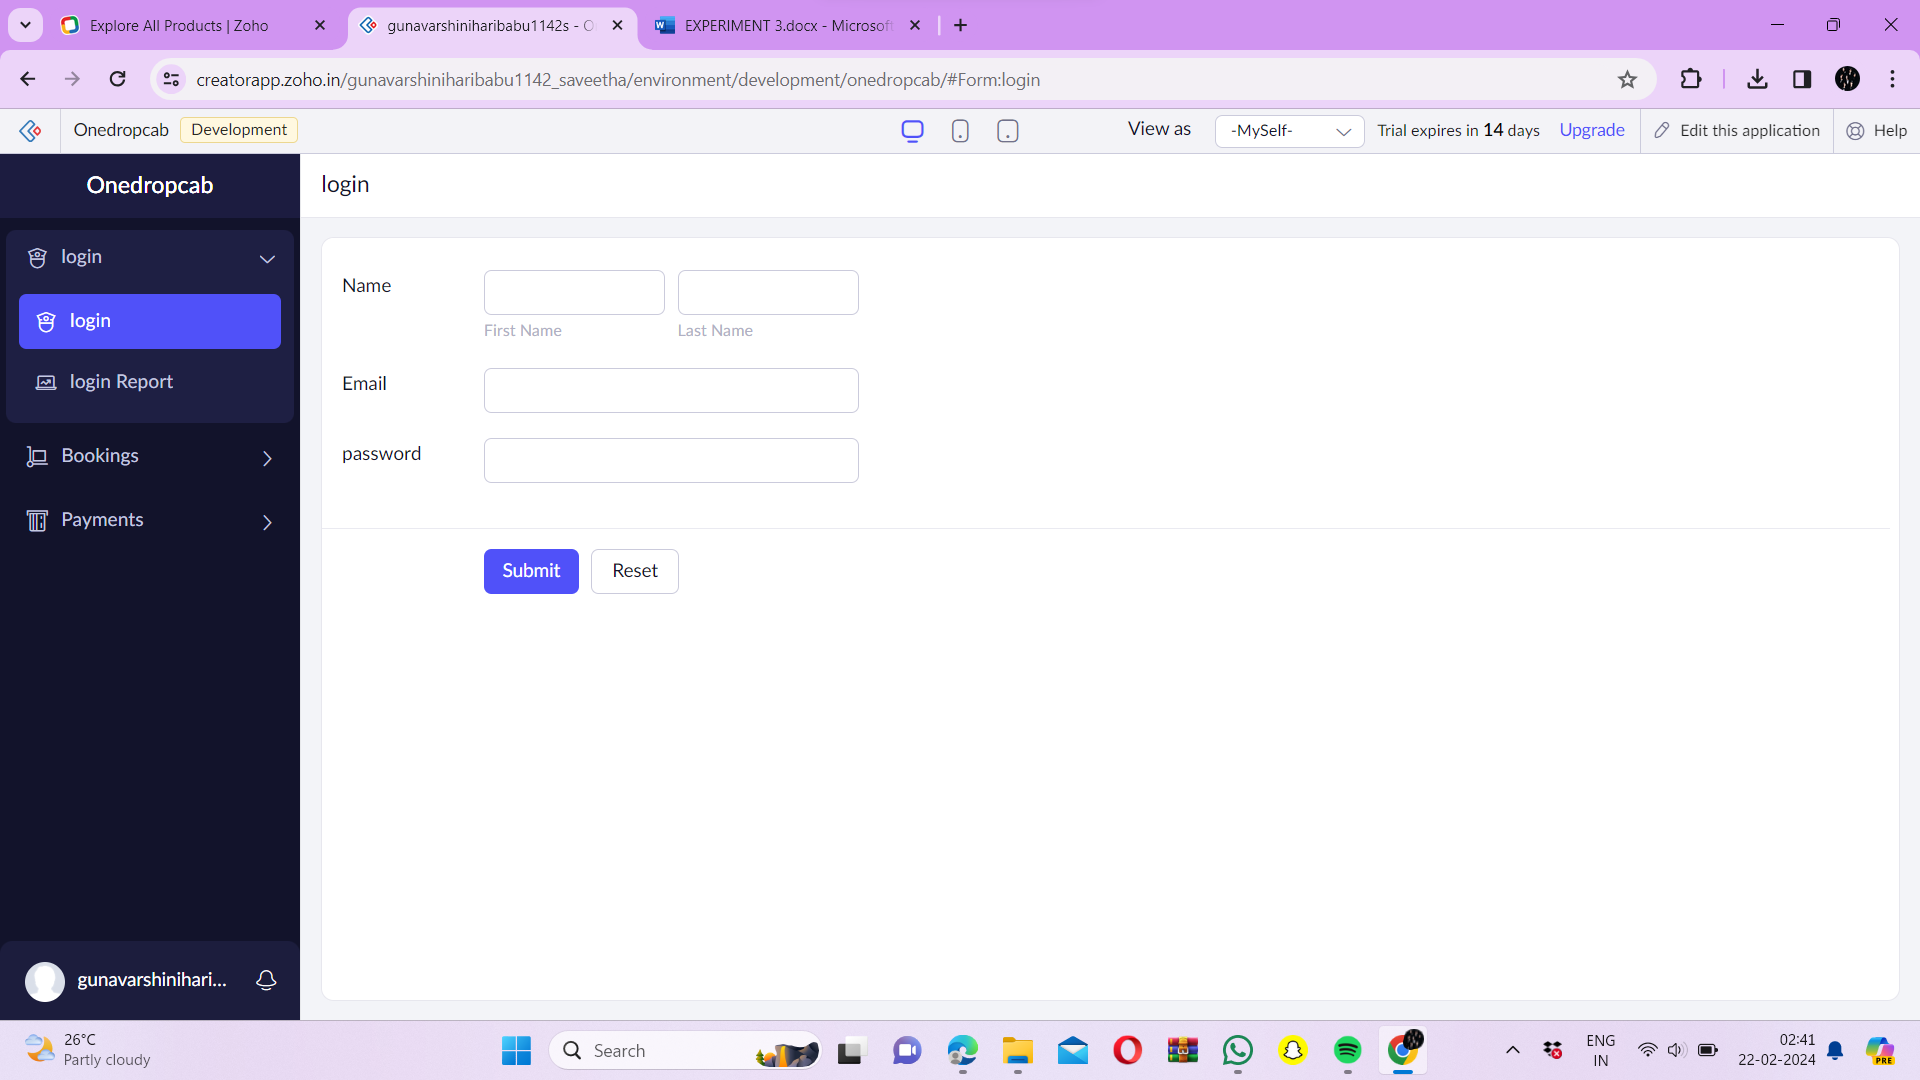 Explore All Products | Zoho
gunavarshiniharibabu1142s - O
EXPERIMENT 3.docx - Microsoft
creatorapp.zoho.in/gunavarshiniharibabu1142_saveetha/environment/development/onedropcab/#Form:login
Onedropcab Development View as -MySelf- Trial expires in 14 days Upgrade Edit this application Help
Onedropcab
login
login
login
login Report
Bookings
Payments
gunavarshinihari...
Name
First Name Last Name
Email
password
Submit Reset
26°C
Partly cloudy
Search
PRE
ENG
IN
02:41
22-02-2024